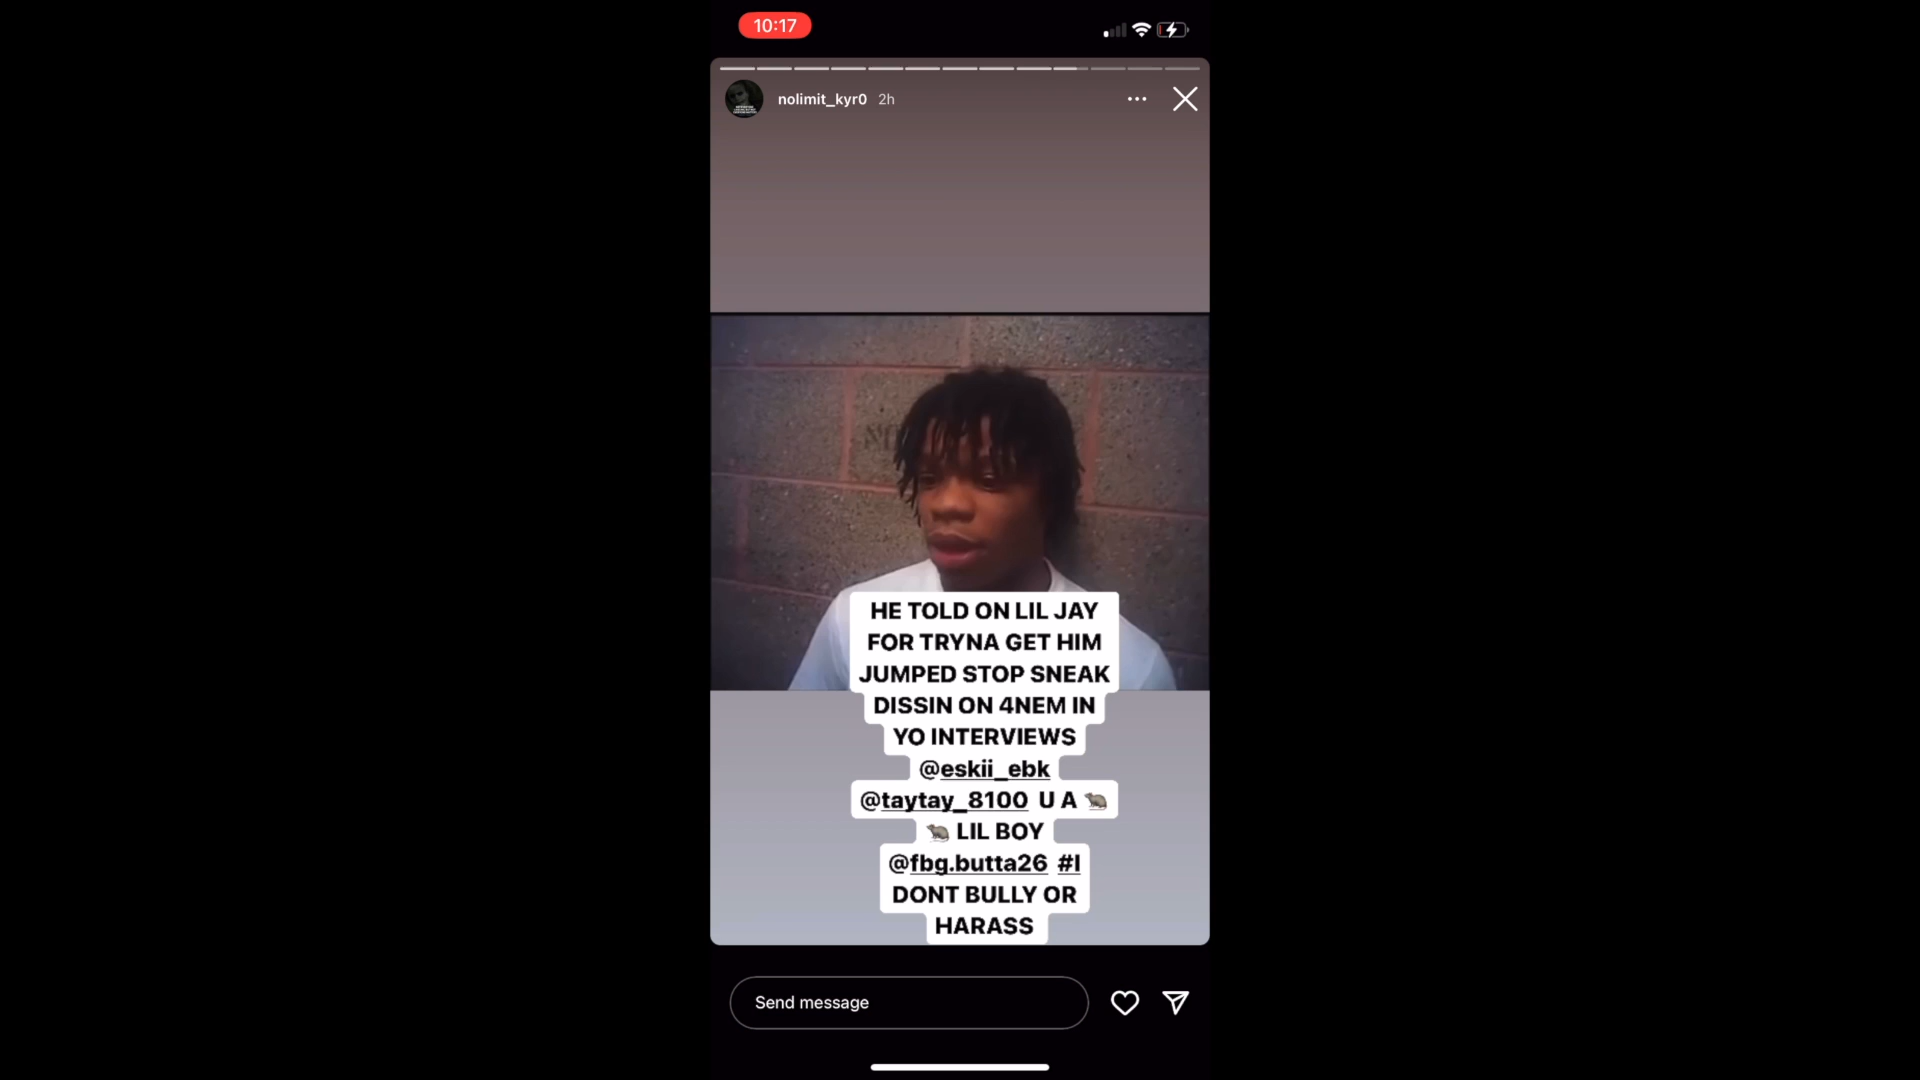 10:17
nolimit_kyr0 2h
HE TOLD ON LIL JAY
FOR TRYNA GET HIM
JUMPED STOP SNEAK
DISSIN ON 4NEM IN
YO INTERVIEWS
@eskii_ebk
@taytay_8100 U A 🐀
🐀 LIL BOY
@fbg.butta26 #I
DONT BULLY OR
HARASS
Send message